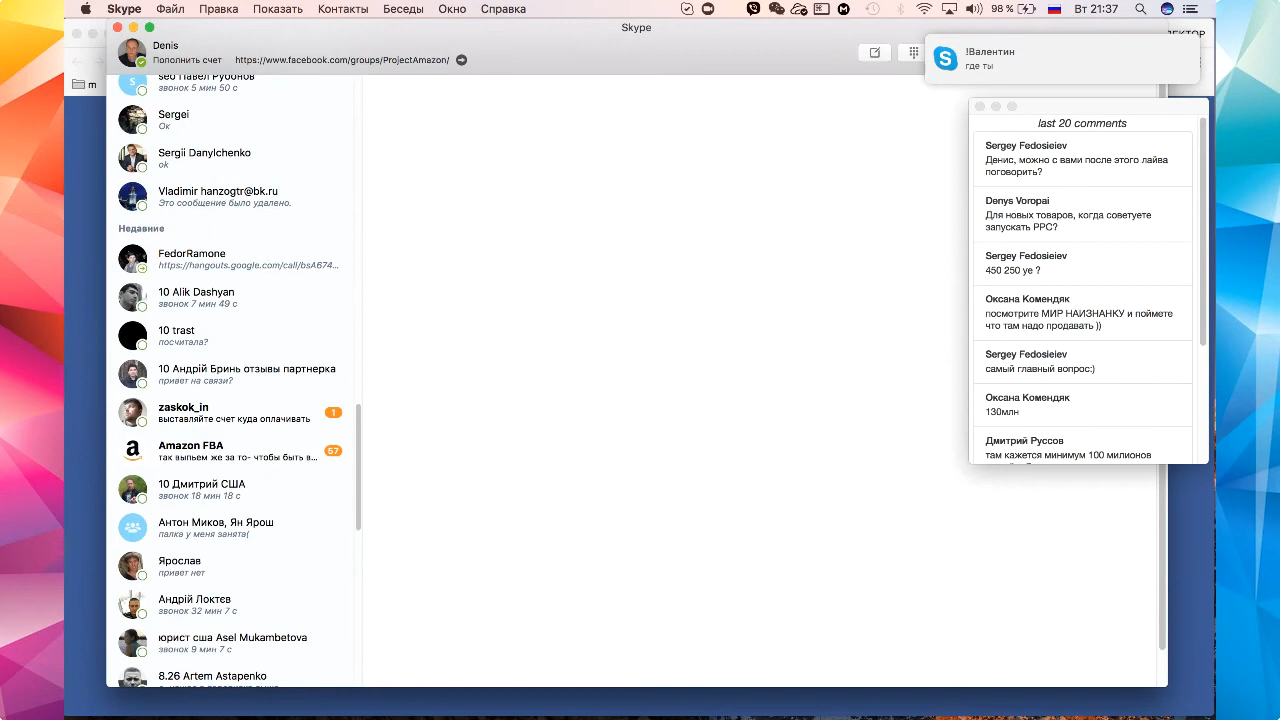 Skype Файл Правка Показать Контакты Беседы Окно Справка
98 % Вт 21:37
Skype
Denis
Пополнить счет https://www.facebook.com/groups/ProjectAmazon/
!Валентин
где ты
m
seo Павел Рубонов
звонок 5 мин 50 с
Sergei
Ок
Sergii Danylchenko
ok
Vladimir hanzogtr@bk.ru
Это сообщение было удалено.
Недавние
FedorRamone
https://hangouts.google.com/call/bsA674...
10 Alik Dashyan
звонок 7 мин 49 с
10 trast
посчитала?
10 Андрій Бринь отзывы партнерка
привет на связи?
zaskok_in
выставляйте счет куда оплачивать
1
Amazon FBA
так выпьем же за то- чтобы быть в...
57
10 Дмитрий США
звонок 18 мин 18 с
Антон Миков, Ян Ярош
палка у меня занята(
Ярослав
привет нет
Андрій Локтєв
звонок 32 мин 7 с
юрист сша Asel Mukambetova
звонок 9 мин 7 с
8.26 Artem Astapenko
last 20 comments
Sergey Fedosieiev
Денис, можно с вами после этого лайва
поговорить?
Denys Voropai
Для новых товаров, когда советуете
запускать PPC?
Sergey Fedosieiev
450 250 уе ?
Оксана Комендяк
посмотрите МИР НАИЗНАНКУ и поймете
что там надо продавать ))
Sergey Fedosieiev
самый главный вопрос:)
Оксана Комендяк
130млн
Дмитрий Руссов
там кажется минимум 100 милионов